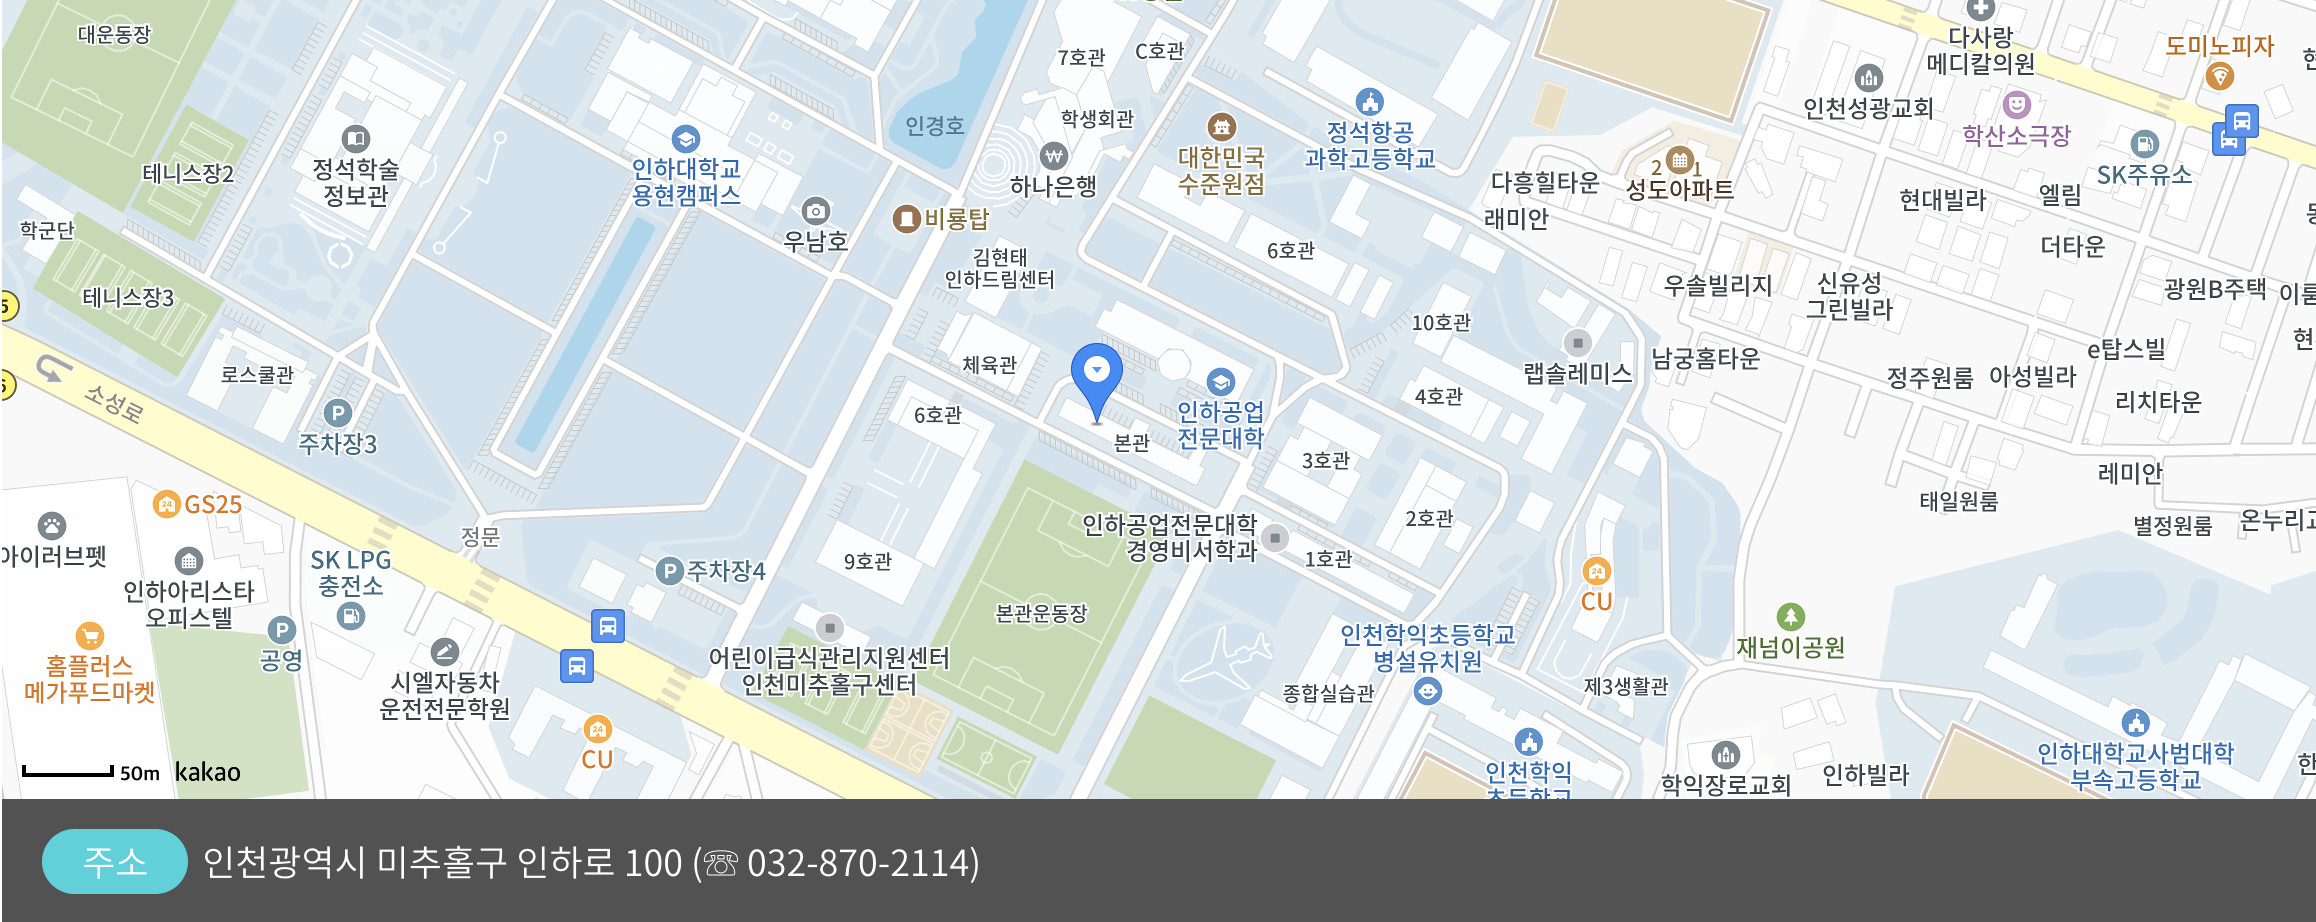 대운동장
7호관
C호관
다사랑
메디칼의원
도미노피자
인천성광교회
학산소극장
SK주유소
정석학술
정보관
테니스장2
인하대학교
용현캠퍼스
인경호
학생회관
하나은행
대한민국
수준원점
정석항공
과학고등학교
다흥힐타운
래미안
2
1
성도아파트
현대빌라
엘림
더타운
학군단
테니스장3
우남호
비룡탑
김현태
인하드림센터
6호관
우솔빌리지
신유성
그린빌라
광원B주택
10호관
체육관
로스쿨관
소성로
주차장3
6호관
본관
인하공업
전문대학
4호관
랩솔레미스
남궁홈타운
정주원룸
아성빌라
e탑스빌
리치타운
3호관
2호관
레미안
태일원룸
별정원룸
GS25
정문
아이러브펫
인하아리스타
오피스텔
SK LPG
충전소
주차장4
9호관
인하공업전문대학
경영비서학과
1호관
CU
본관운동장
홈플러스
메가푸드마켓
공영
시엘자동차
운전전문학원
어린이급식관리지원센터
인천미추홀구센터
인천학익초등학교
병설유치원
종합실습관
제3생활관
재넘이공원
CU
인천학익
초등학교
학익장로교회
인하빌라
인하대학교사범대학
부속고등학교
50m kakao
주소 인천광역시 미추홀구 인하로 100 (☏ 032-870-2114)